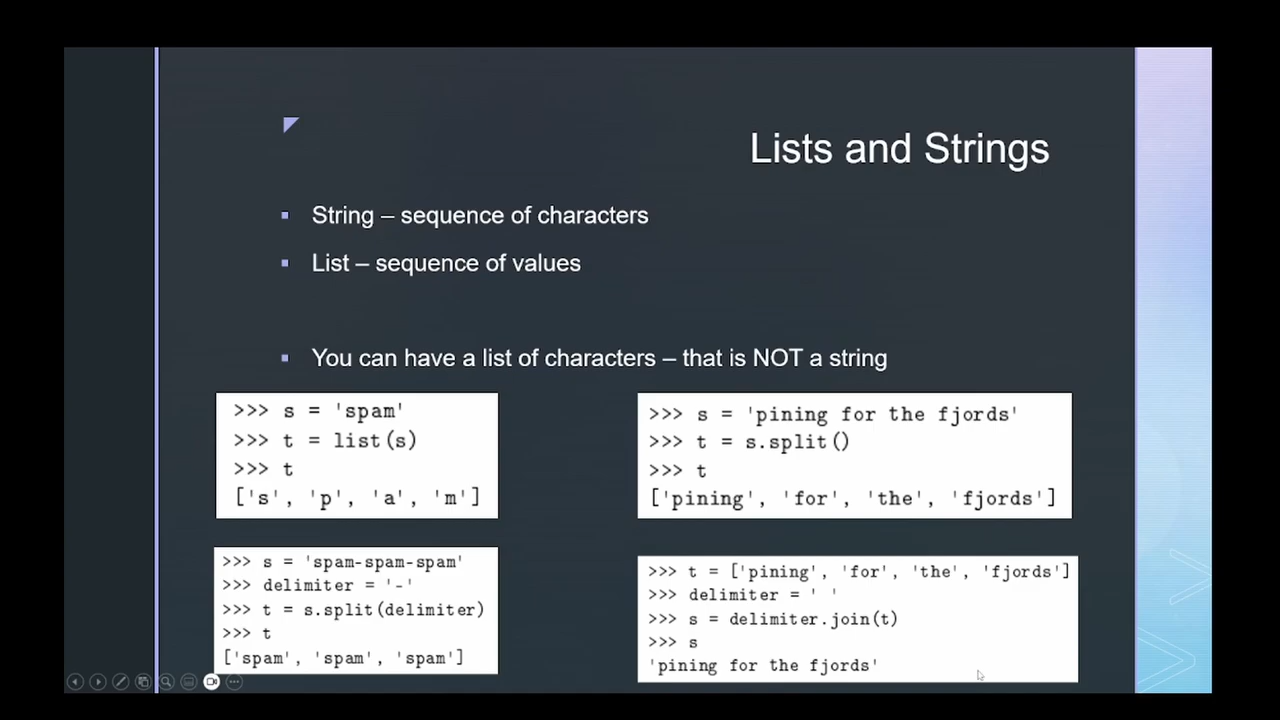 Lists and Strings
String – sequence of characters
List – sequence of values
You can have a list of characters – that is NOT a string
>>> s = 'spam'
>>> t = list(s)
>>> t
['s', 'p', 'a', 'm']
>>> s = 'pining for the fjords'
>>> t = s.split()
>>> t
['pining', 'for', 'the', 'fjords']
>>> s = 'spam-spam-spam'
>>> delimiter = '-'
>>> t = s.split(delimiter)
>>> t
['spam', 'spam', 'spam']
>>> t = ['pining', 'for', 'the', 'fjords']
>>> delimiter = ' '
>>> s = delimiter.join(t)
>>> s
'pining for the fjords'